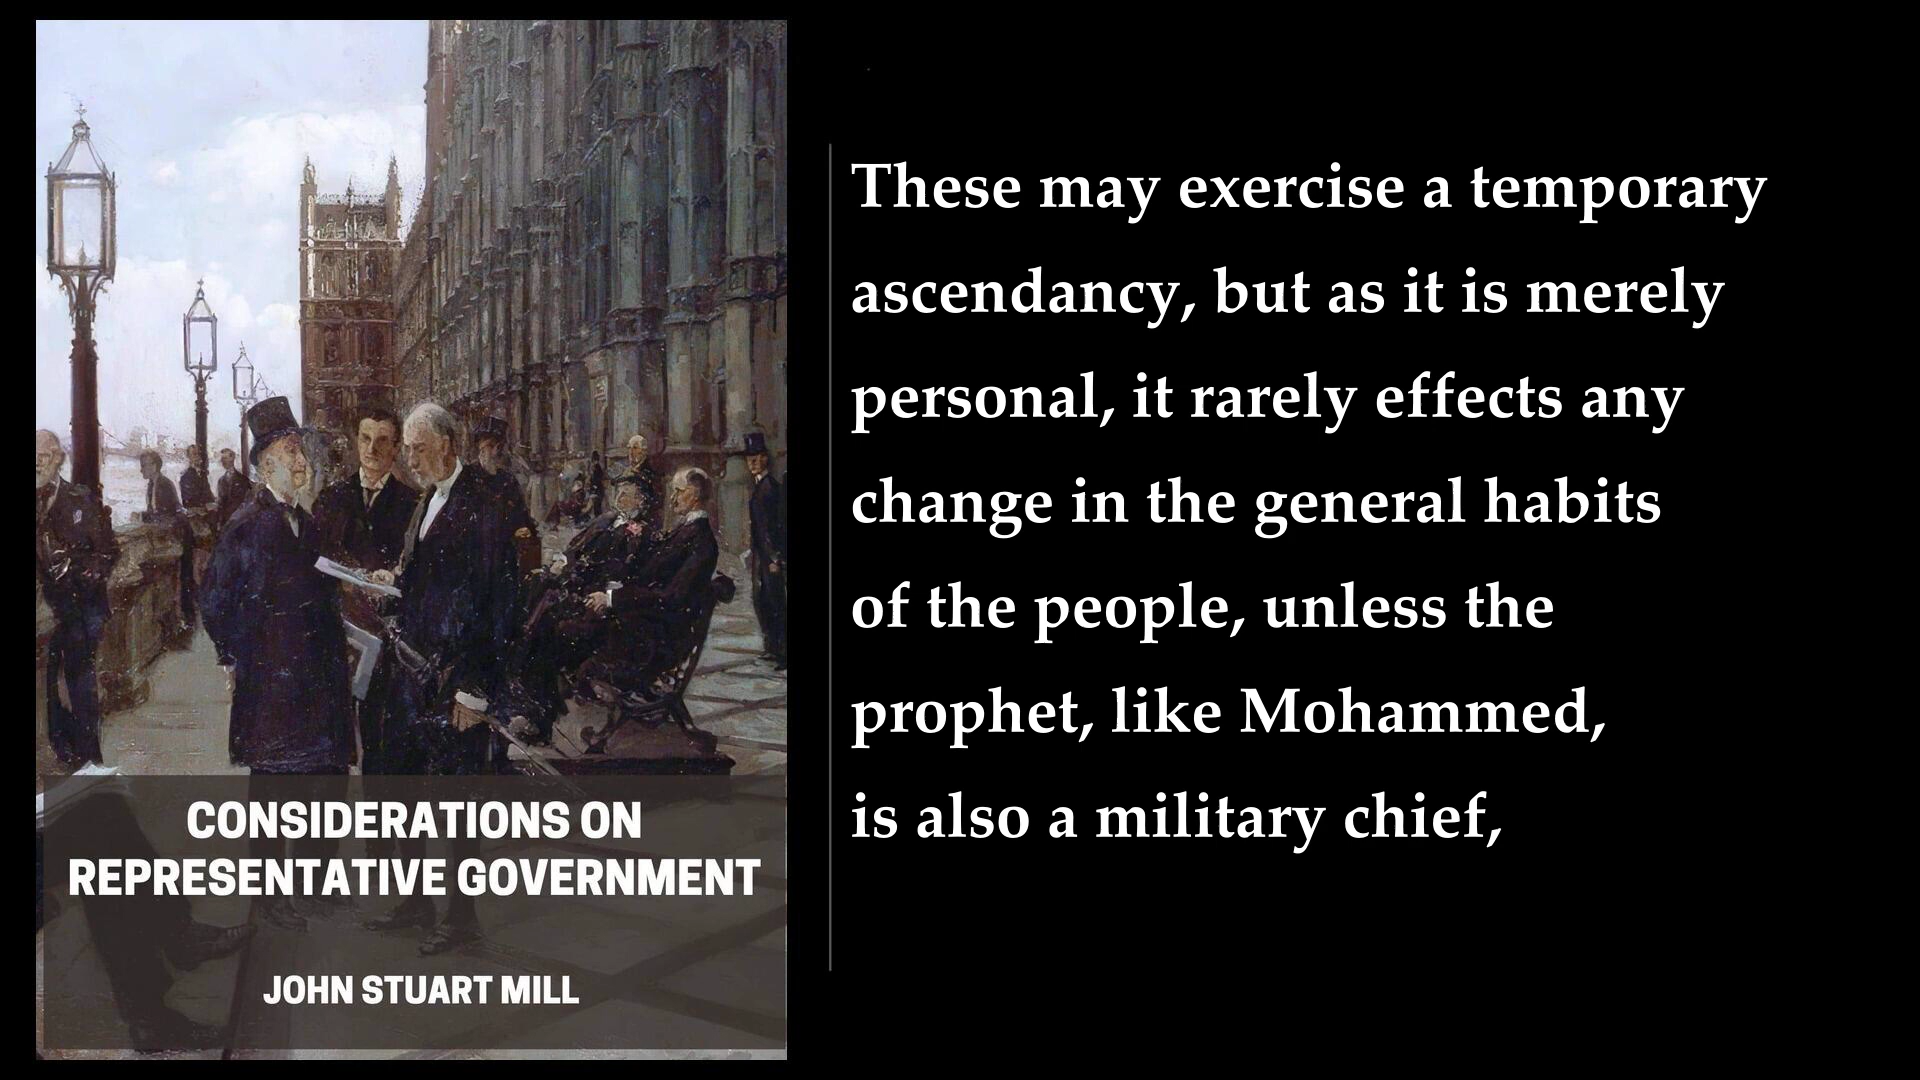 CONSIDERATIONS ON
REPRESENTATIVE GOVERNMENT
JOHN STUART MILL
These may exercise a temporary
ascendancy, but as it is merely
personal, it rarely effects any
change in the general habits
of the people, unless the
prophet, like Mohammed,
is also a military chief,